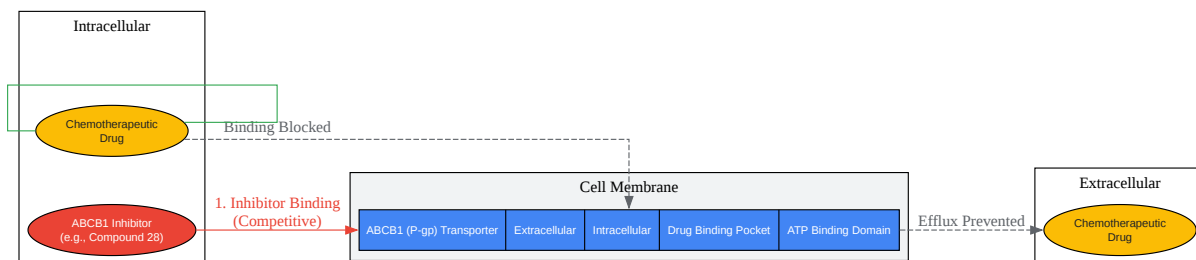 Intracellular
Chemotherapeutic
Drug
Binding Blocked
ABCB1 Inhibitor
(e.g., Compound 28)
1. Inhibitor Binding
(Competitive)
Cell Membrane
ABCB1 (P-gp) Transporter
Extracellular
Intracellular
Drug Binding Pocket
ATP Binding Domain
Efflux Prevented
Extracellular
Chemotherapeutic
Drug